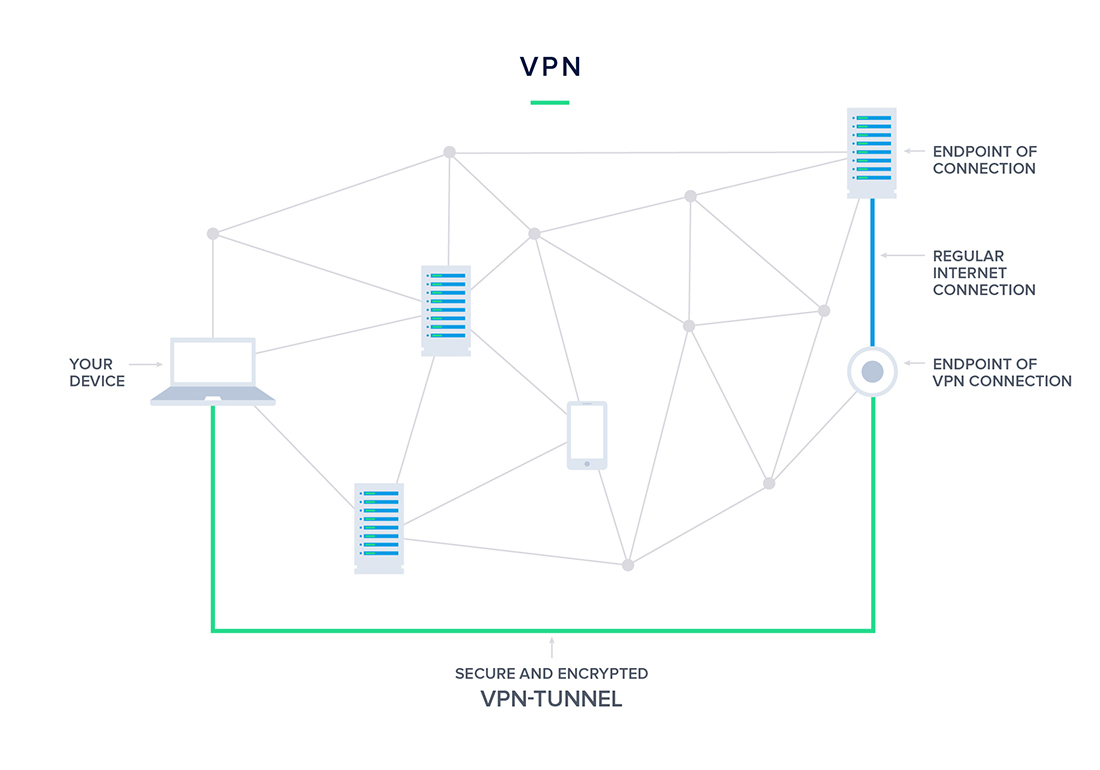 VPN
ENDPOINT OF
CONNECTION
REGULAR
INTERNET
CONNECTION
YOUR
DEVICE
ENDPOINT OF
VPN CONNECTION
SECURE AND ENCRYPTED
VPN-TUNNEL